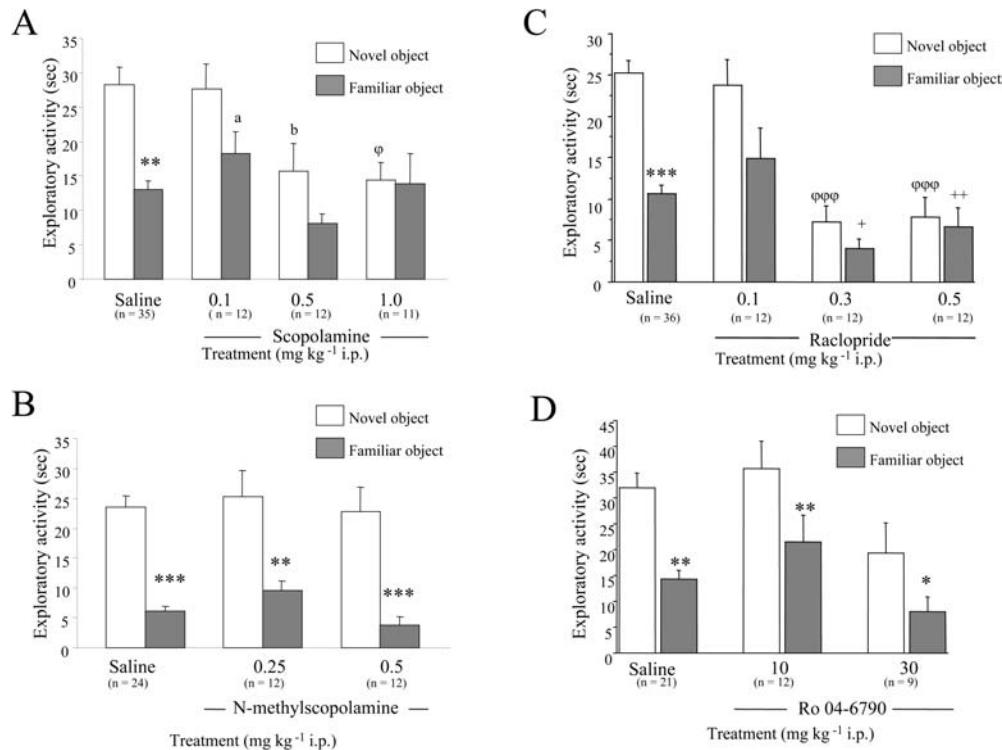 A
Exploratory activity (sec)
35
30
25
20
15
10
5
0
Novel object
Familiar object
**
a
b
φ
Saline 0.1 0.5 1.0
(n = 35) ( n = 12) (n = 12) (n = 11)
Scopolamine
Treatment (mg kg -1 i.p.)
B
Exploratory activity (sec)
35
30
25
20
15
10
5
0
Novel object
Familiar object
***
**
***
Saline 0.25 0.5
(n = 24) (n = 12) (n = 12)
N-methylscopolamine
Treatment (mg kg -1 i.p.)
C
Exploratory activity (sec)
30
25
20
15
10
5
0
Novel object
Familiar object
***
φφφ
+
φφφ
++
Saline 0.1 0.3 0.5
(n = 36) (n = 12) (n = 12) (n = 12)
Raclopride
Treatment (mg kg -1 i.p.)
D
Exploratory activity (sec)
45
40
35
30
25
20
15
10
5
0
Novel object
Familiar object
**
**
*
Saline 10 30
(n = 21) (n = 12) (n = 9)
Ro 04-6790
Treatment (mg kg -1 i.p.)